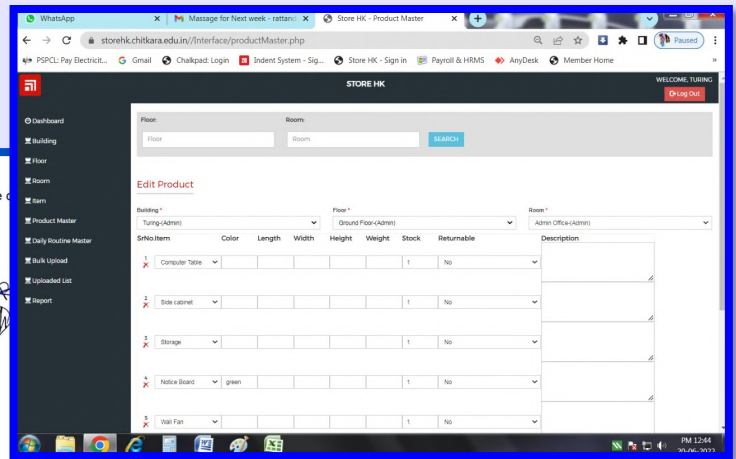 WhatsApp
Massage for Next week - rattand
Store HK - Product Master
storehk.chitkara.edu.in//Interface/productMaster.php
Paused
PSPCL: Pay Electricit...
Gmail
Chalkpad: Login
Indent System - Sig...
Store HK - Sign in
Payroll & HRMS
AnyDesk
Member Home
STORE HK
WELCOME, TURING
Log Out
Dashboard
Building
Floor
Room
Item
Product Master
Daily Routine Master
Bulk Upload
Uploaded List
Report
Floor: Room:
Floor Room SEARCH
Edit Product
Building * Floor * Room *
Turing-(Admin) Ground Floor-(Admin) Admin Office-(Admin)
SrNo. Item Color Length Width Height Weight Stock Returnable Description
1 Computer Table 1 No
2 Side cabinet 1 No
3 Storage 1 No
4 Notice Board green 1 No
5 Wall Fan 1 No
PM 12:44
20-06-2022